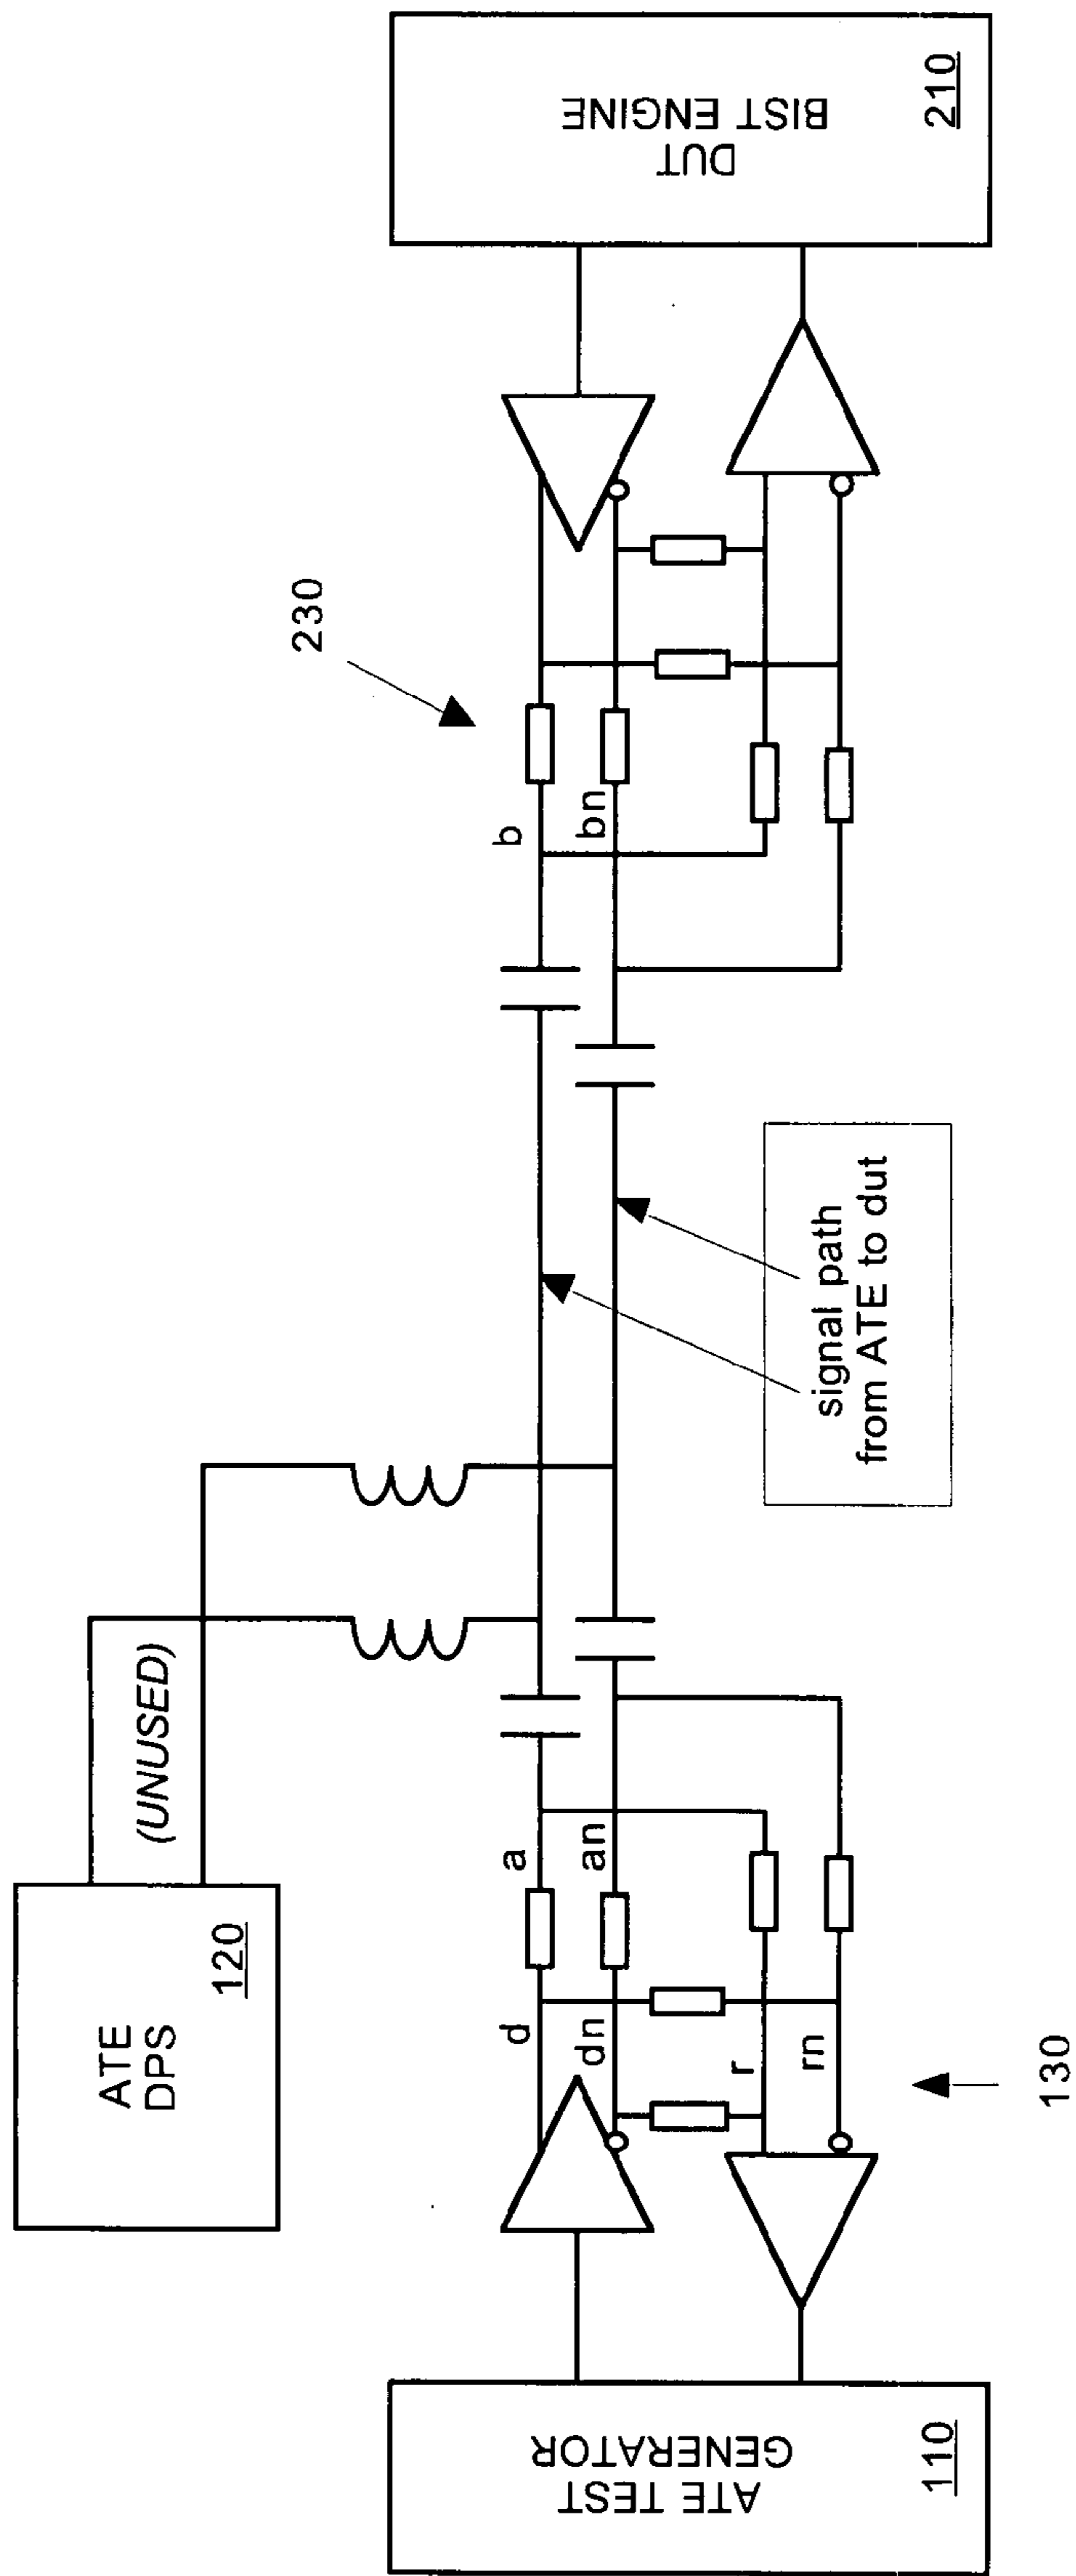 ATE
DPS
120
(UNUSED)
ATE TEST
GENERATOR
110
d
a
dn
an
r
rn
130
signal path
from ATE to dut
b
bn
230
DUT
BIST ENGINE
210